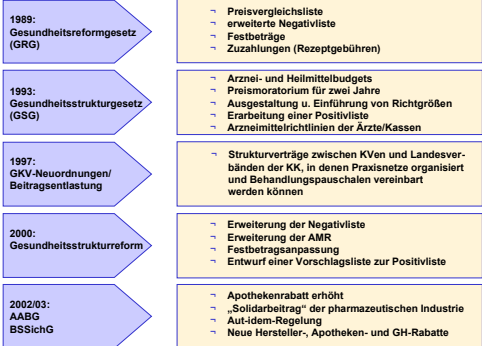 1989:
Gesundheitsreformgesetz
(GRG)
¬ Preisvergleichsliste
¬ erweiterte Negativliste
¬ Festbeträge
¬ Zuzahlungen (Rezeptgebühren)
1993:
Gesundheitsstrukturgesetz
(GSG)
¬ Arznei- und Heilmittelbudgets
¬ Preismoratorium für zwei Jahre
¬ Ausgestaltung u. Einführung von Richtgrößen
¬ Erarbeitung einer Positivliste
¬ Arzneimittelrichtlinien der Ärzte/Kassen
1997:
GKV-Neuordnungen/
Beitragsentlastung
¬ Strukturverträge zwischen KVen und Landesver-
bänden der KK, in denen Praxisnetze organisiert
und Behandlungspauschalen vereinbart
werden können
2000:
Gesundheitsstrukturreform
¬ Erweiterung der Negativliste
¬ Erweiterung der AMR
¬ Festbetragsanpassung
¬ Entwurf einer Vorschlagsliste zur Positivliste
2002/03:
AABG
BSSichG
¬ Apothekenrabatt erhöht
¬ „Solidarbeitrag“ der pharmazeutischen Industrie
¬ Aut-idem-Regelung
¬ Neue Hersteller-, Apotheken- und GH-Rabatte